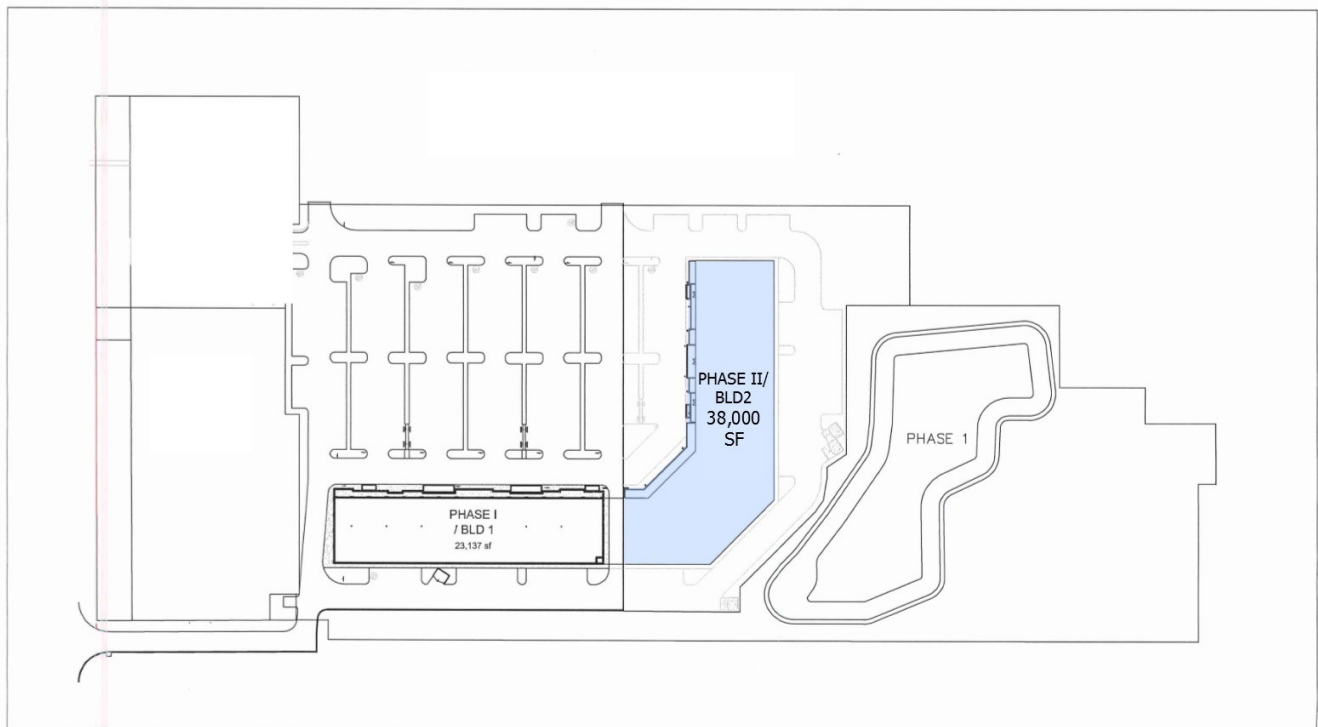 PHASE II/
BLD2
38,000
SF
PHASE 1
PHASE I
/ BLD 1
23,137 sf